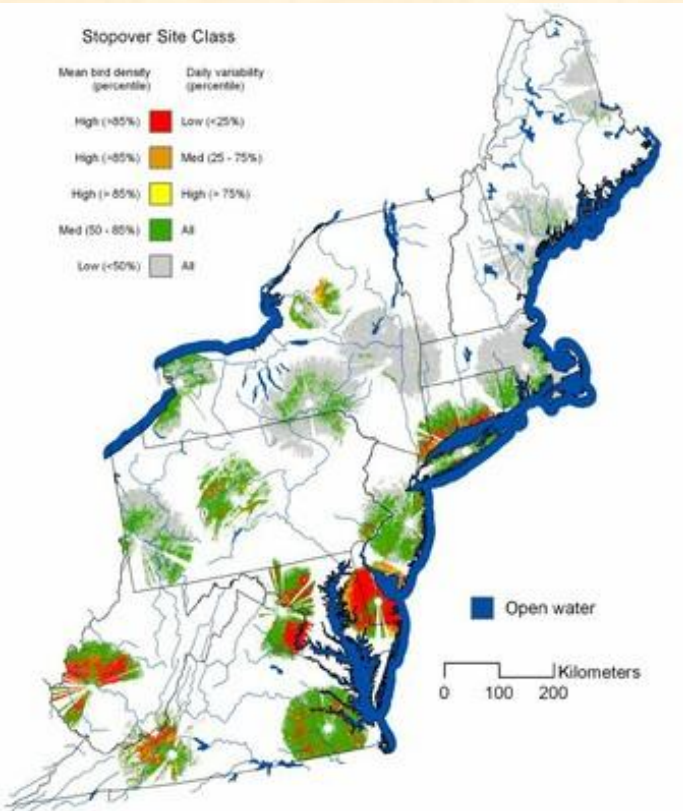 Stopover Site Class
Mean bird density Daily variability
(percentile) (percentile)
High (>85%) Low (<25%)
High (>85%) Med (25 - 75%)
High (> 85%) High (> 75%)
Med (50 - 85%) All
Low (<50%) All
Open water
Kilometers
0 100 200